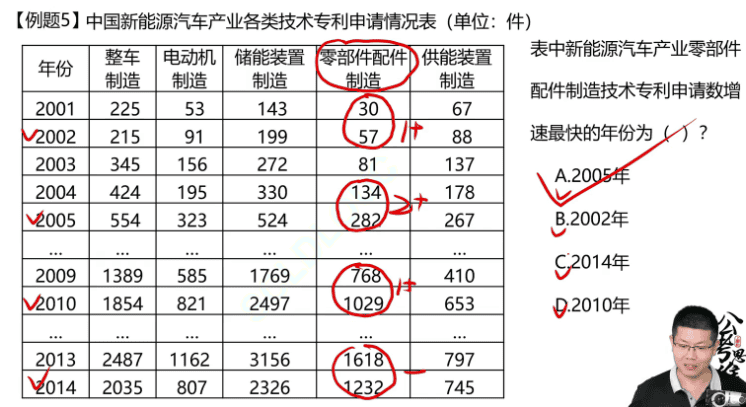 【例题5】中国新能源汽车产业各类技术专利申请情况表（单位：件）
年份 整车制造 电动机制造 储能装置制造 零部件配件制造 供能装置制造
2001 225 53 143 30 67
2002 215 91 199 57 88
1+
2003 345 156 272 81 137
2004 424 195 330 134 178
2+
2005 554 323 524 282 267
... ... ... ... ... ...
2009 1389 585 1769 768 410
1+
2010 1854 821 2497 1029 653
... ... ... ... ... ...
2013 2487 1162 3156 1618 797
2014 2035 807 2326 1232 745
表中新能源汽车产业零部件
配件制造技术专利申请数增
速最快的年份为（ ）？
A.2005年
B.2002年
C.2014年
D.2010年
公考思维